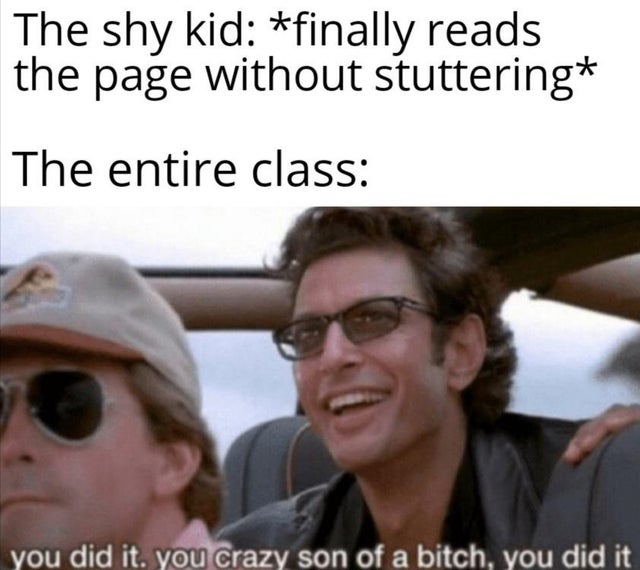 The shy kid: *finally reads
the page without stuttering*
The entire class:
you did it. you crazy son of a bitch, you did it